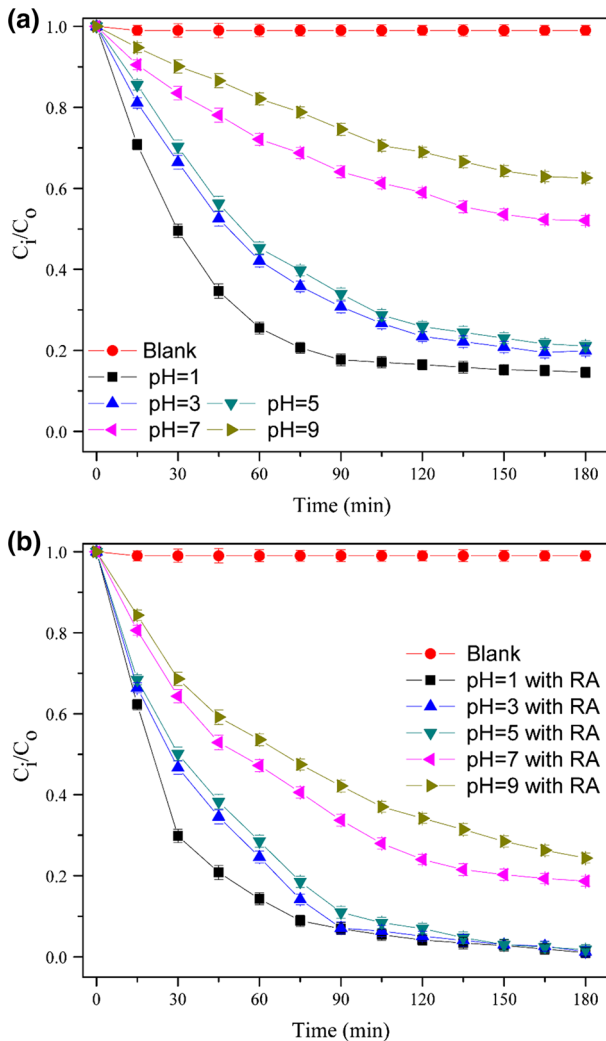 (a)
1.0
0.8
0.6
0.4
0.2
0.0
Ci/Co
Blank
pH=1
pH=3 pH=5
pH=7 pH=9
0 30 60 90 120 150 180
Time (min)
(b)
1.0
0.8
0.6
0.4
0.2
0.0
Ci/Co
Blank
pH=1 with RA
pH=3 with RA
pH=5 with RA
pH=7 with RA
pH=9 with RA
0 30 60 90 120 150 180
Time (min)